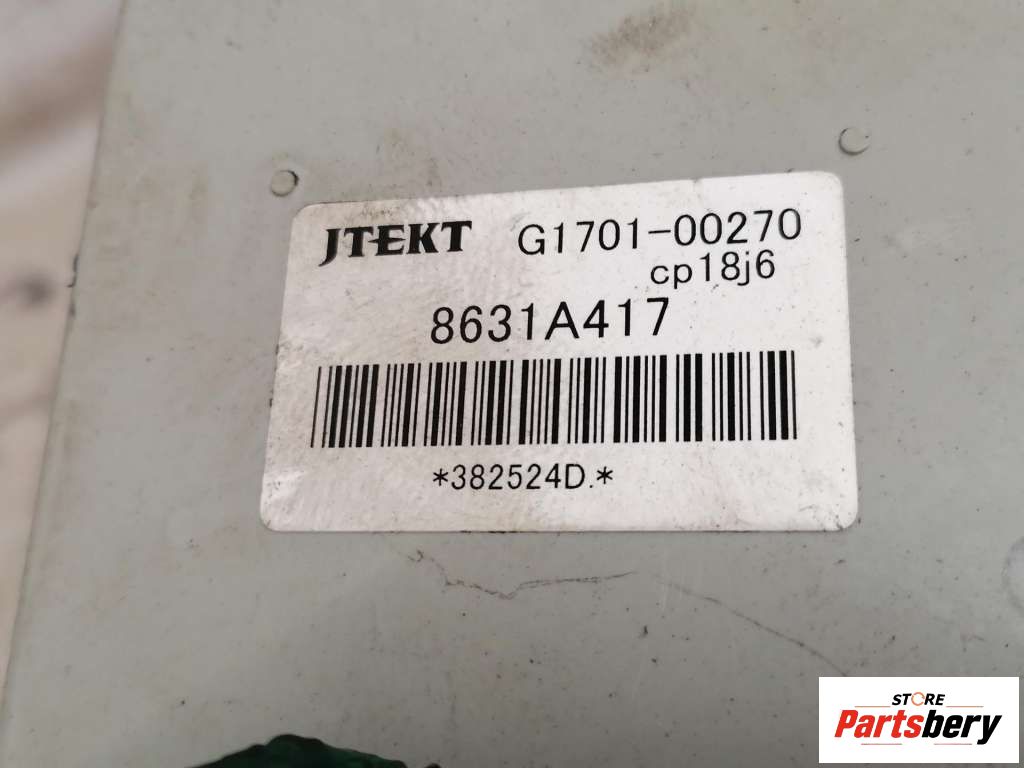 JTEKT G1701-00270
cp18j6
8631A417
*382524D.*
STORE
Partsbery